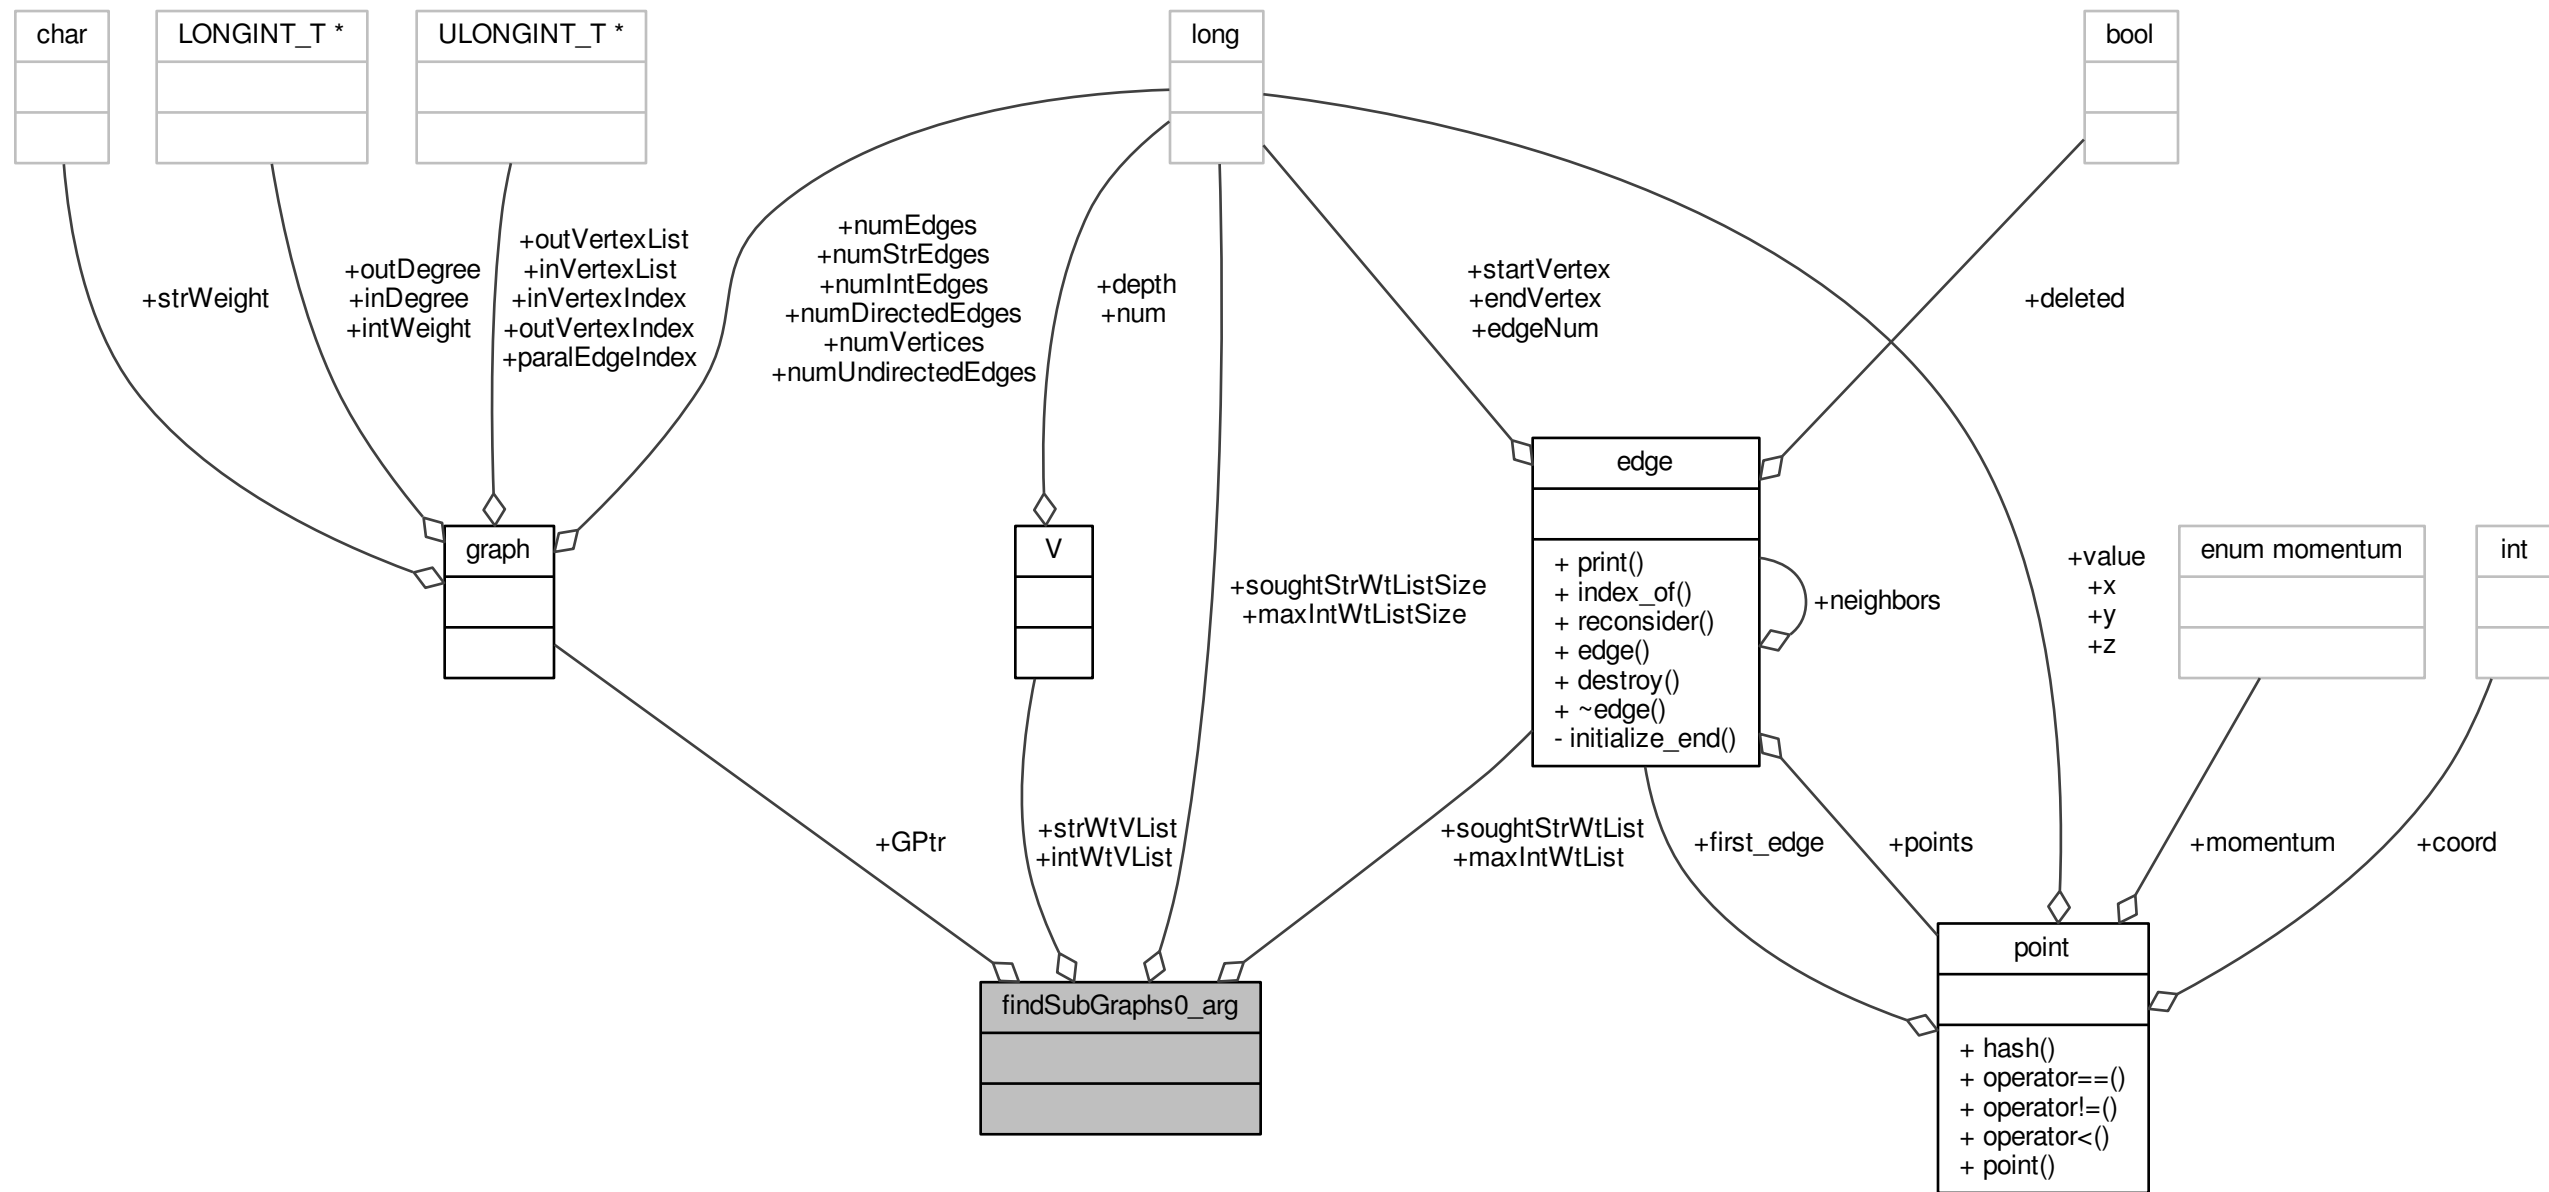 char
LONGINT_T *
ULONGINT_T *
long
bool
+strWeight
+outDegree
+inDegree
+intWeight
+outVertexList
+inVertexList
+inVertexIndex
+outVertexIndex
+paralEdgeIndex
+numEdges
+numStrEdges
+numIntEdges
+numDirectedEdges
+numVertices
+numUndirectedEdges
+depth
+num
+startVertex
+endVertex
+edgeNum
+deleted
graph
V
+soughtStrWtListSize
+maxIntWtListSize
edge
+ print()
+ index_of()
+ reconsider()
+ edge()
+ destroy()
+ ~edge()
- initialize_end()
+neighbors
+value
+x
+y
+z
enum momentum
int
+GPtr
+strWtVList
+intWtVList
+soughtStrWtList
+maxIntWtList
+first_edge
+points
+momentum
+coord
findSubGraphs0_arg
point
+ hash()
+ operator==()
+ operator!=()
+ operator<()
+ point()